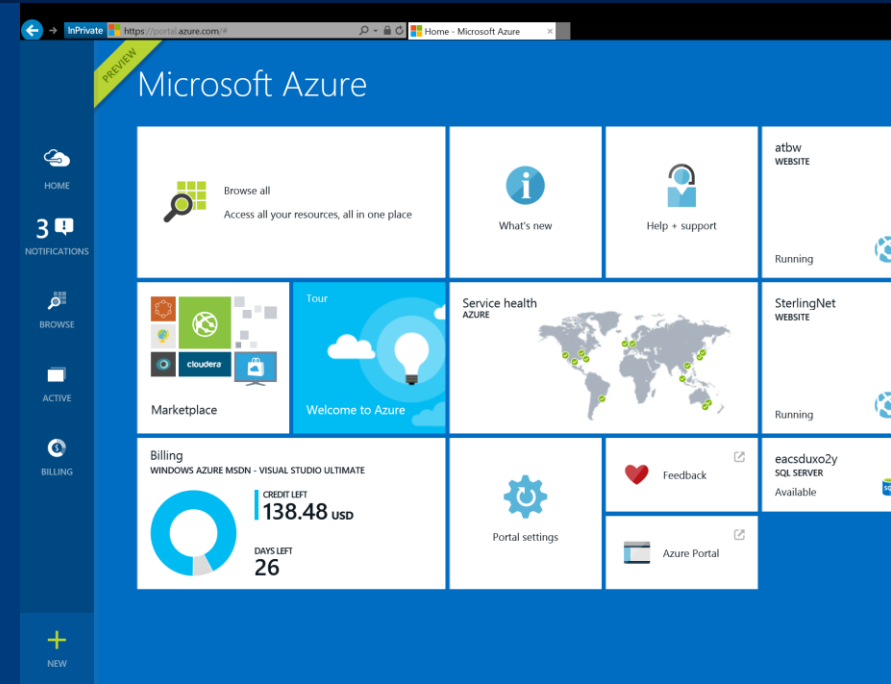 InPrivate
https://portal.azure.com/#
Home - Microsoft Azure
PREVIEW
Microsoft Azure
HOME
3
NOTIFICATIONS
BROWSE
ACTIVE
BILLING
NEW
Browse all
Access all your resources, all in one place
What's new
Help + support
atbw
WEBSITE
Running
cloudera
Marketplace
Tour
Welcome to Azure
Service health
AZURE
SterlingNet
WEBSITE
Running
Billing
WINDOWS AZURE MSDN - VISUAL STUDIO ULTIMATE
CREDIT LEFT
138.48 USD
DAYS LEFT
26
Portal settings
Feedback
Azure Portal
eacsduxo2y
SQL SERVER
Available